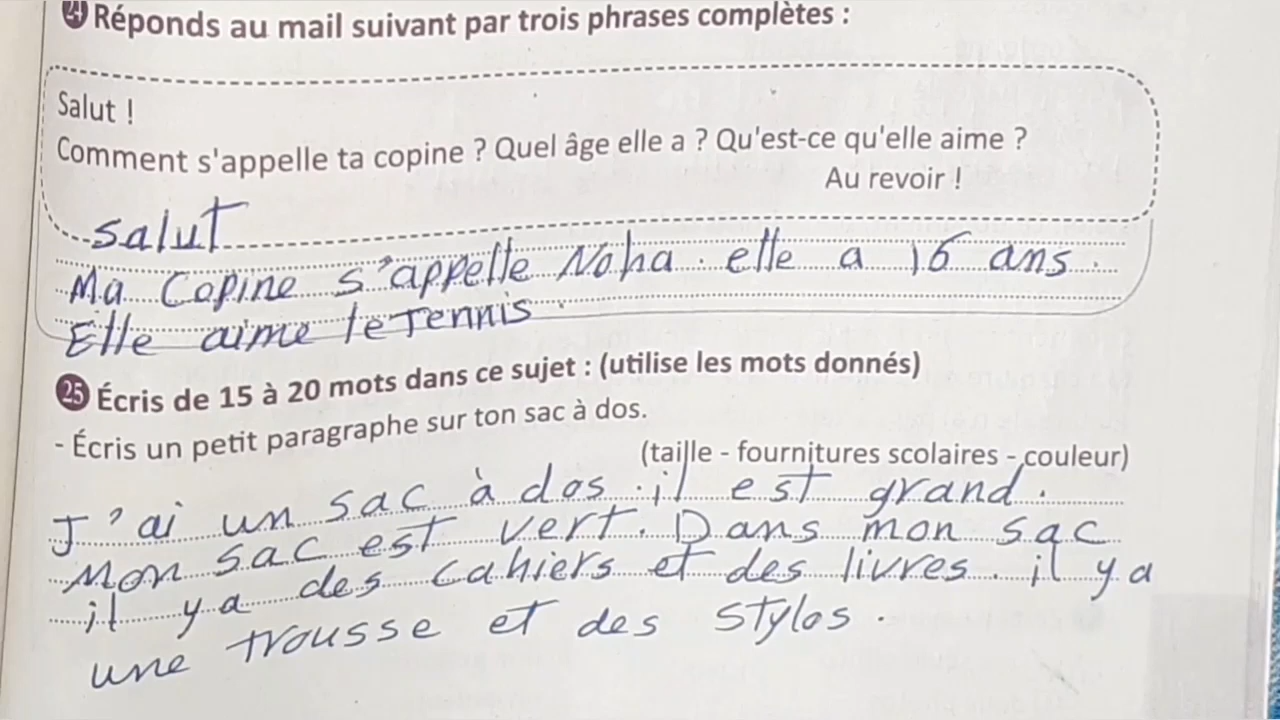 24 Réponds au mail suivant par trois phrases complètes :
Salut !
Comment s'appelle ta copine ? Quel âge elle a ? Qu'est-ce qu'elle aime ?
Au revoir !
salut
Ma Copine s'appelle Noha. elle a 16 ans.
Elle aime le Tennis.
25 Écris de 15 à 20 mots dans ce sujet : (utilise les mots donnés)
- Écris un petit paragraphe sur ton sac à dos.
(taille - fournitures scolaires - couleur)
J'ai un sac à dos. il est grand.
Mon sac est vert. Dans mon sac
il y a des cahiers et des livres. il y a
une trousse et des stylos.